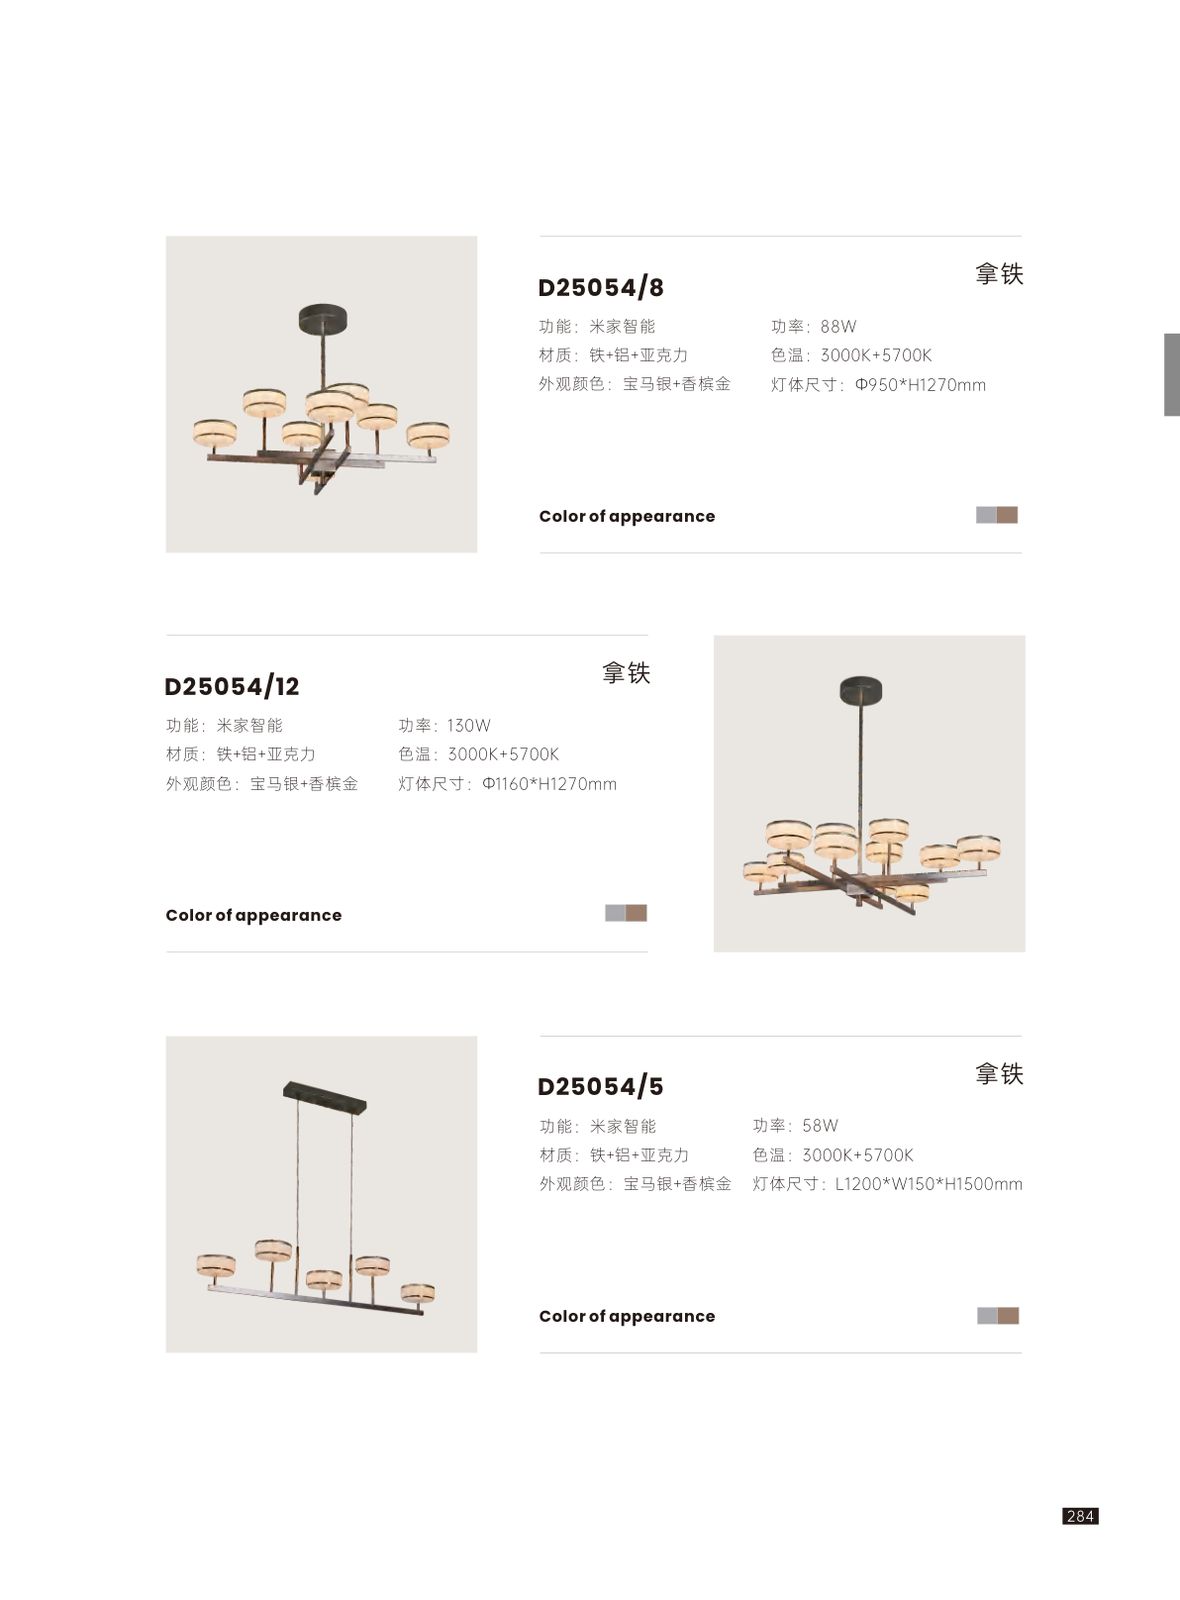 拿铁
D25054/8
功能：米家智能 功率：88W
材质：铁+铝+亚克力 色温：3000K+5700K
外观颜色：宝马银+香槟金 灯体尺寸：Φ950*H1270mm
Color of appearance
拿铁
D25054/12
功能：米家智能 功率：130W
材质：铁+铝+亚克力 色温：3000K+5700K
外观颜色：宝马银+香槟金 灯体尺寸：Φ1160*H1270mm
Color of appearance
拿铁
D25054/5
功能：米家智能 功率：58W
材质：铁+铝+亚克力 色温：3000K+5700K
外观颜色：宝马银+香槟金 灯体尺寸：L1200*W150*H1500mm
Color of appearance
284